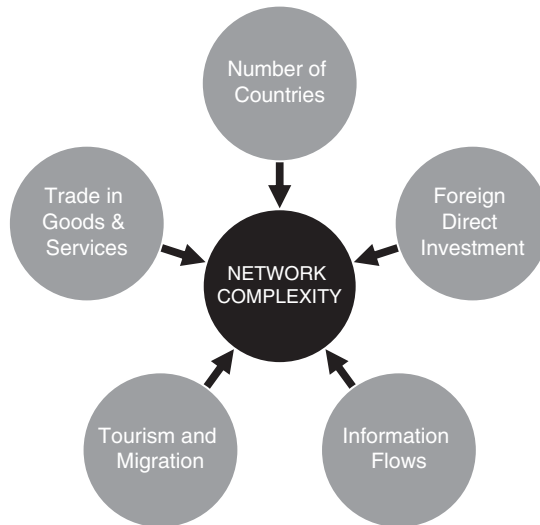 Number of
Countries
Trade in
Goods &
Services
Foreign
Direct
Investment
NETWORK
COMPLEXITY
Tourism and
Migration
Information
Flows